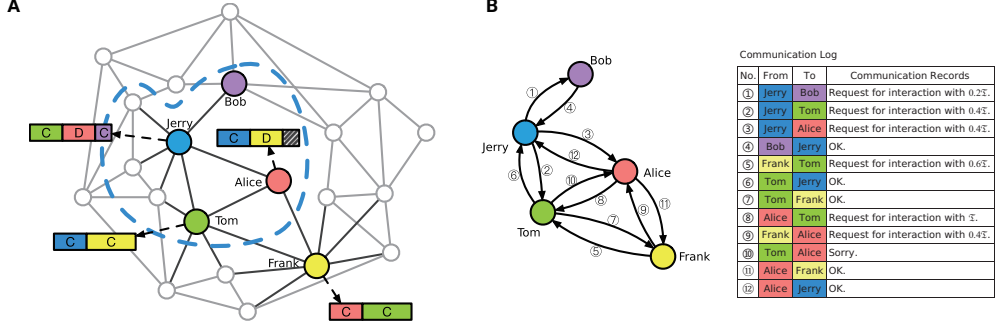 A
Bob
Jerry
C D C
C D
Alice
Tom
C C
Frank
C C
B
Bob
① ④
Jerry
③
⑫
② ⑩
⑥
⑧
Alice
⑦ ⑨ ⑪
Tom
⑤
Frank
Communication Log
No. From To Communication Records
① Jerry Bob Request for interaction with 0.2𝔗.
② Jerry Tom Request for interaction with 0.4𝔗.
③ Jerry Alice Request for interaction with 0.4𝔗.
④ Bob Jerry OK.
⑤ Frank Tom Request for interaction with 0.6𝔗.
⑥ Tom Jerry OK.
⑦ Tom Frank OK.
⑧ Alice Tom Request for interaction with 𝔗.
⑨ Frank Alice Request for interaction with 0.4𝔗.
⑩ Tom Alice Sorry.
⑪ Alice Frank OK.
⑫ Alice Jerry OK.